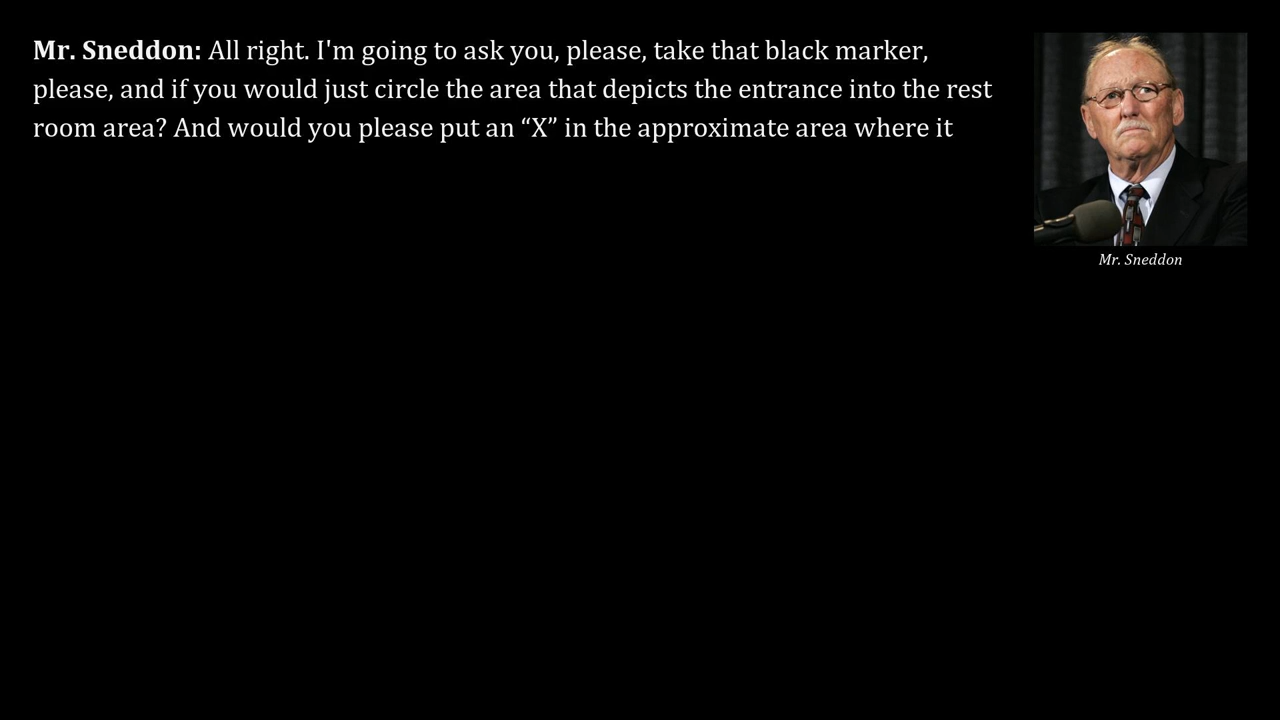 Mr. Sneddon: All right. I'm going to ask you, please, take that black marker,
please, and if you would just circle the area that depicts the entrance into the rest
room area? And would you please put an “X” in the approximate area where it
Mr. Sneddon